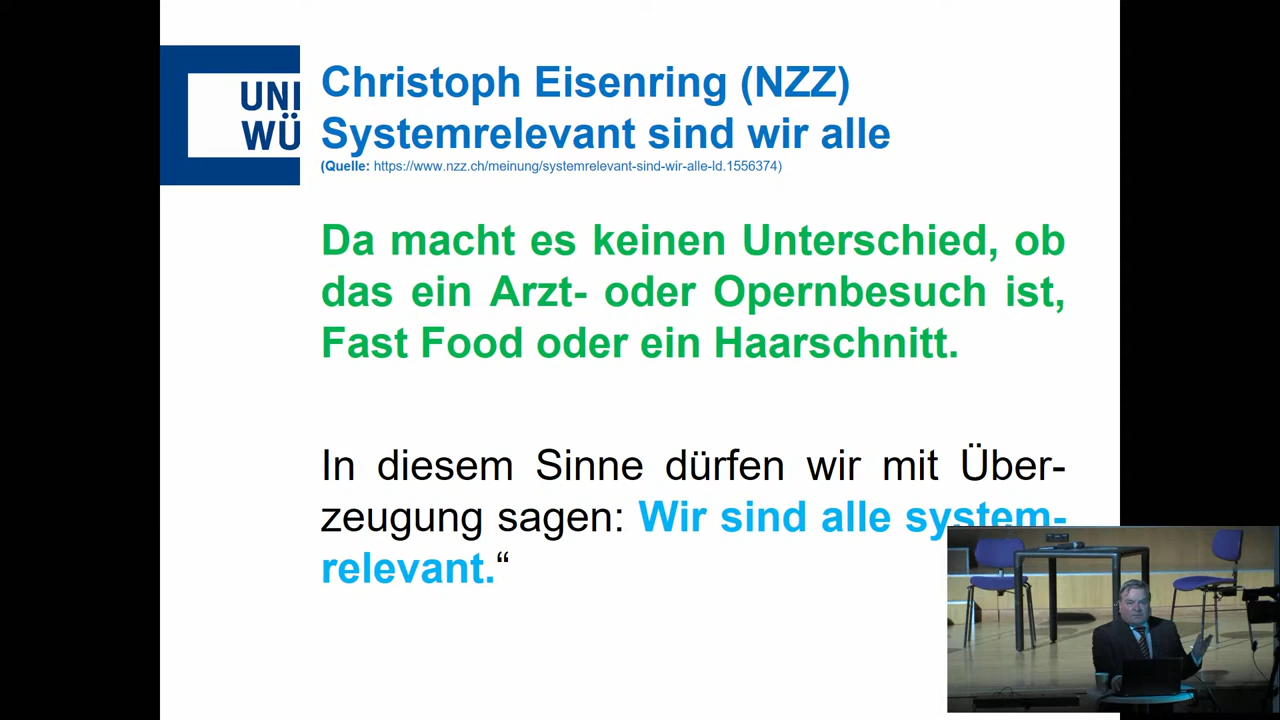 UNI
WÜ
Christoph Eisenring (NZZ)
Systemrelevant sind wir alle
(Quelle: https://www.nzz.ch/meinung/systemrelevant-sind-wir-alle-ld.1556374)
Da macht es keinen Unterschied, ob
das ein Arzt- oder Opernbesuch ist,
Fast Food oder ein Haarschnitt.
In diesem Sinne dürfen wir mit Über-
zeugung sagen: Wir sind alle system-
relevant.“